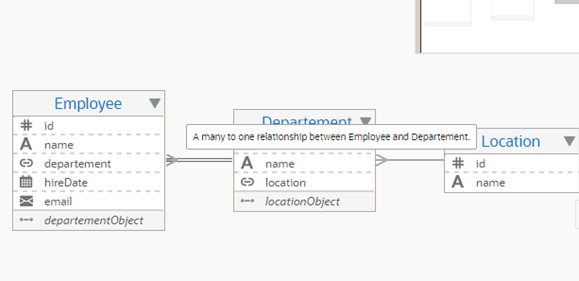 Employee
id
name
departement
hireDate
email
departementObject
Departement
A many to one relationship between Employee and Departement.
name
location
locationObject
Location
id
name